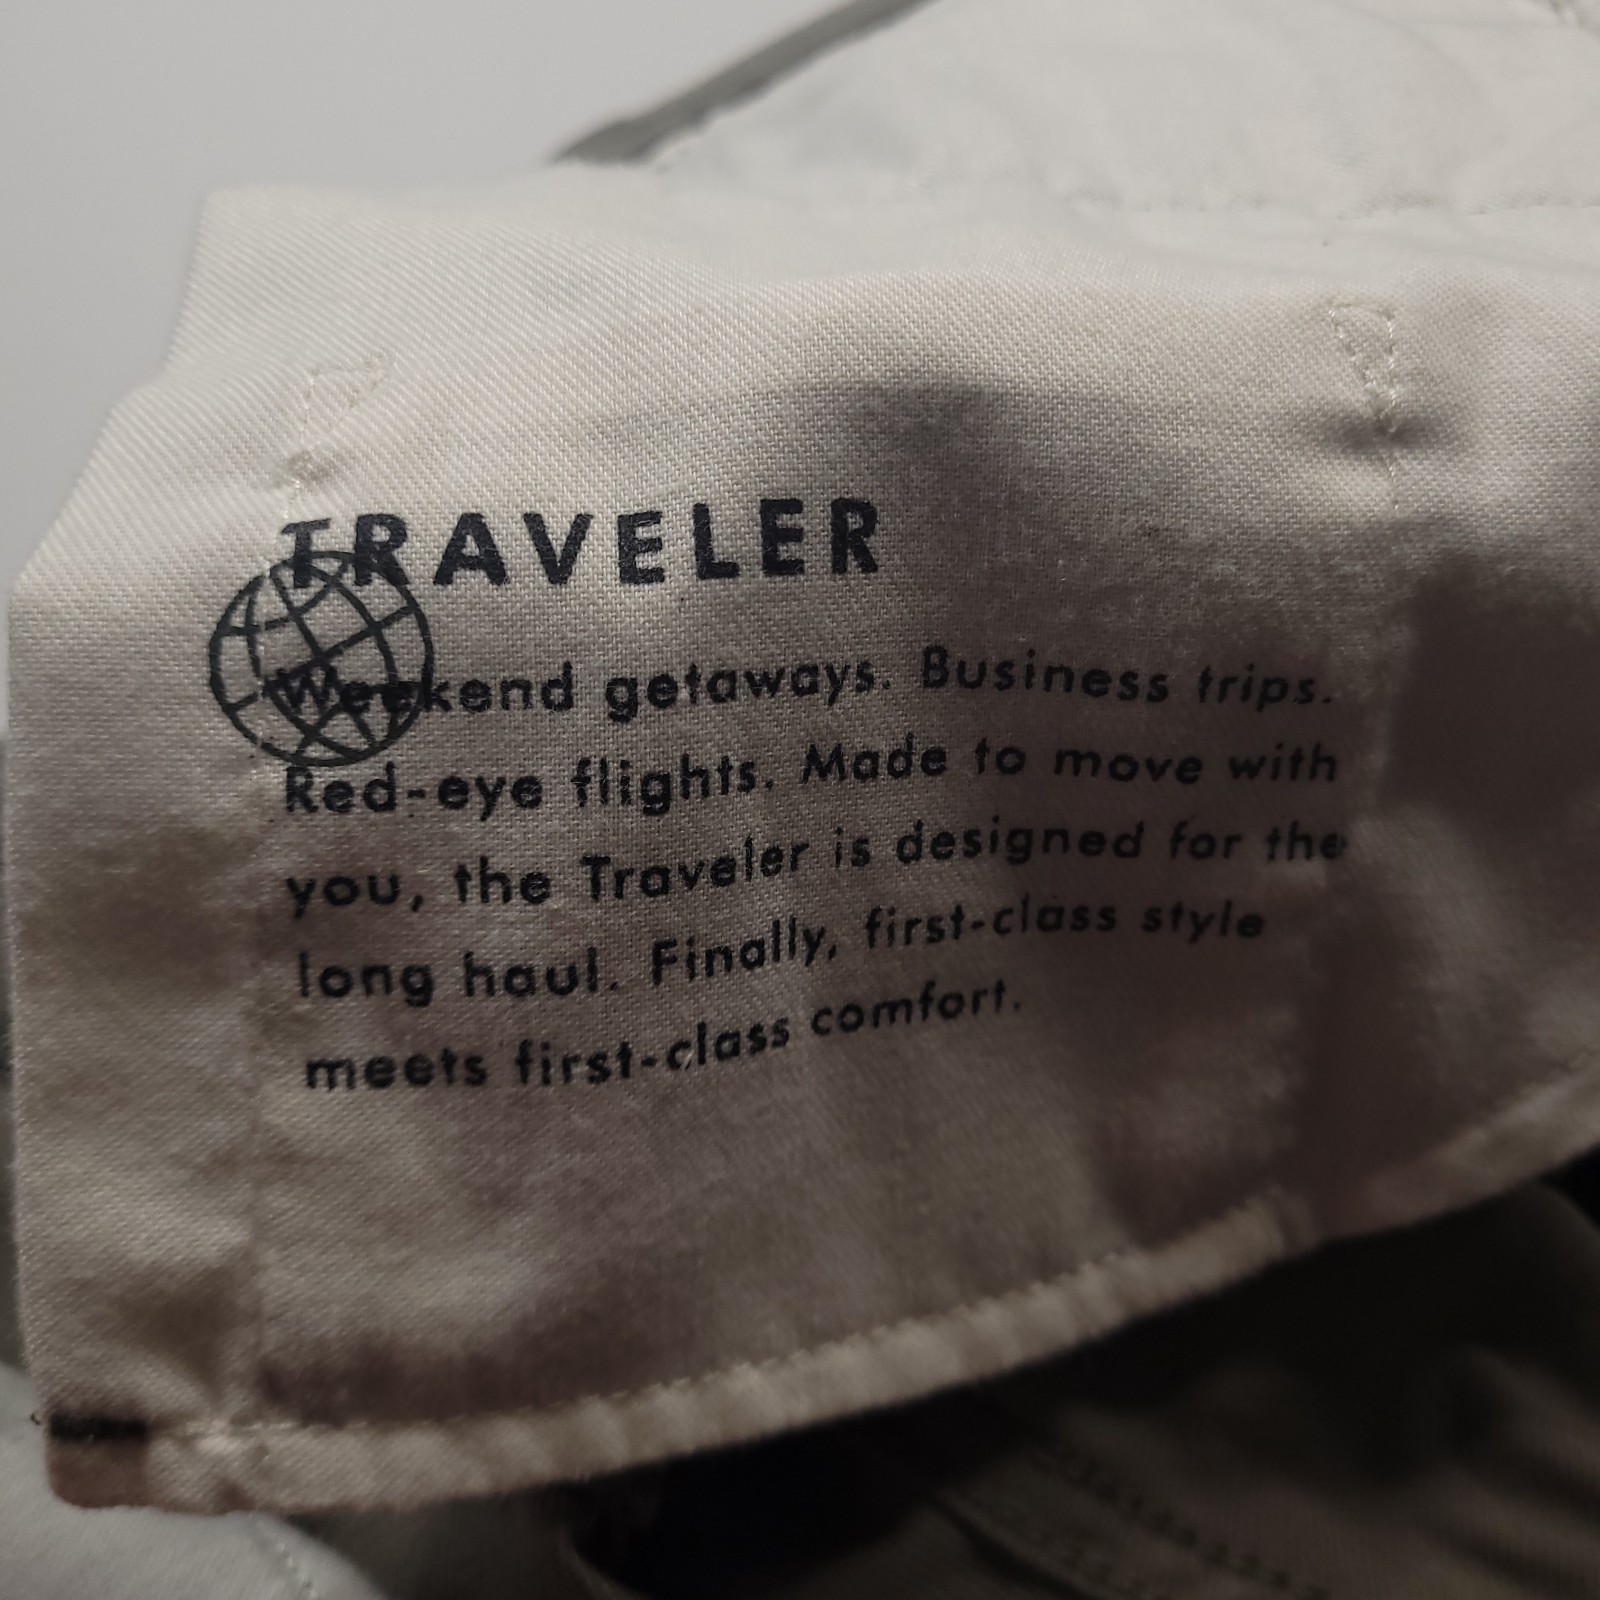 TRAVELER
Weekend getaways. Business trips.
Red-eye flights. Made to move with
you, the Traveler is designed for the
long haul. Finally, first-class style
meets first-class comfort.